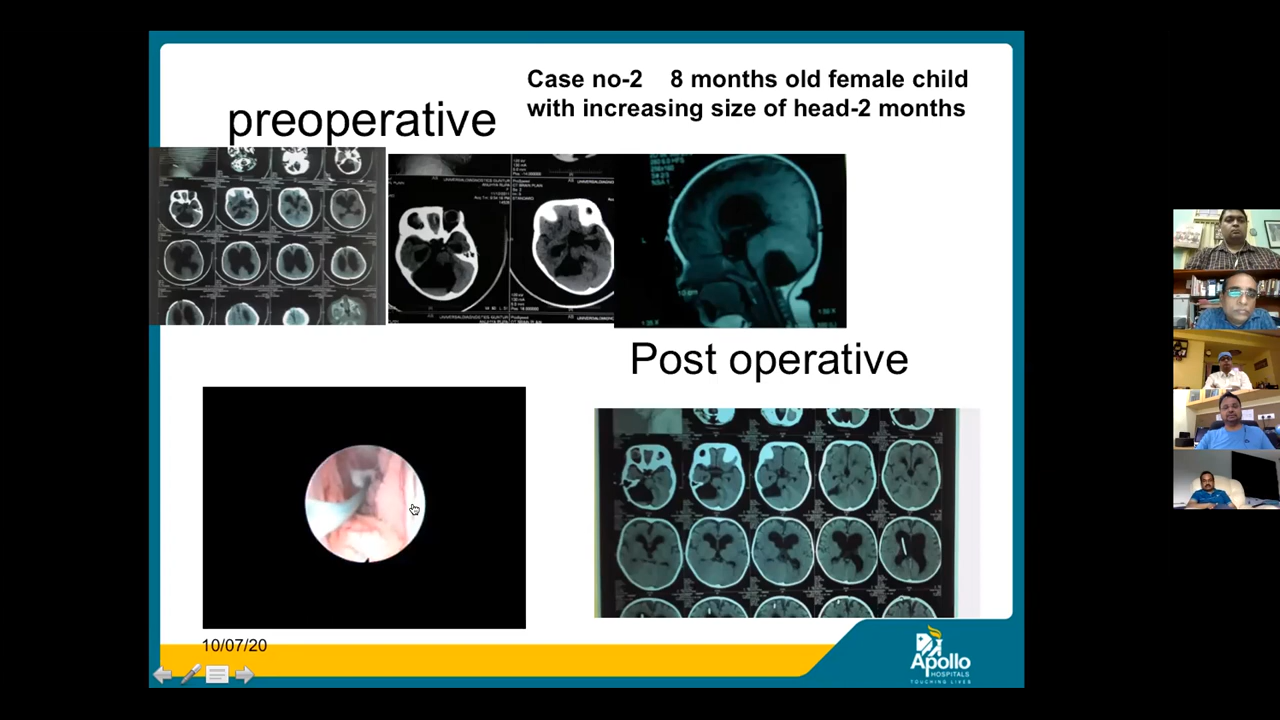 Case no-2 8 months old female child
with increasing size of head-2 months
preoperative
Post operative
10/07/20
Apollo
HOSPITALS
TOUCHING LIVES